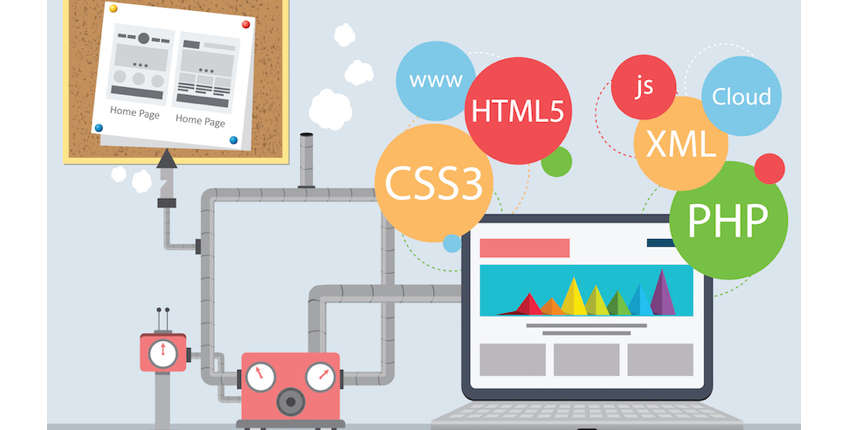 Home Page
Home Page
www
HTML5
CSS3
js
Cloud
XML
PHP